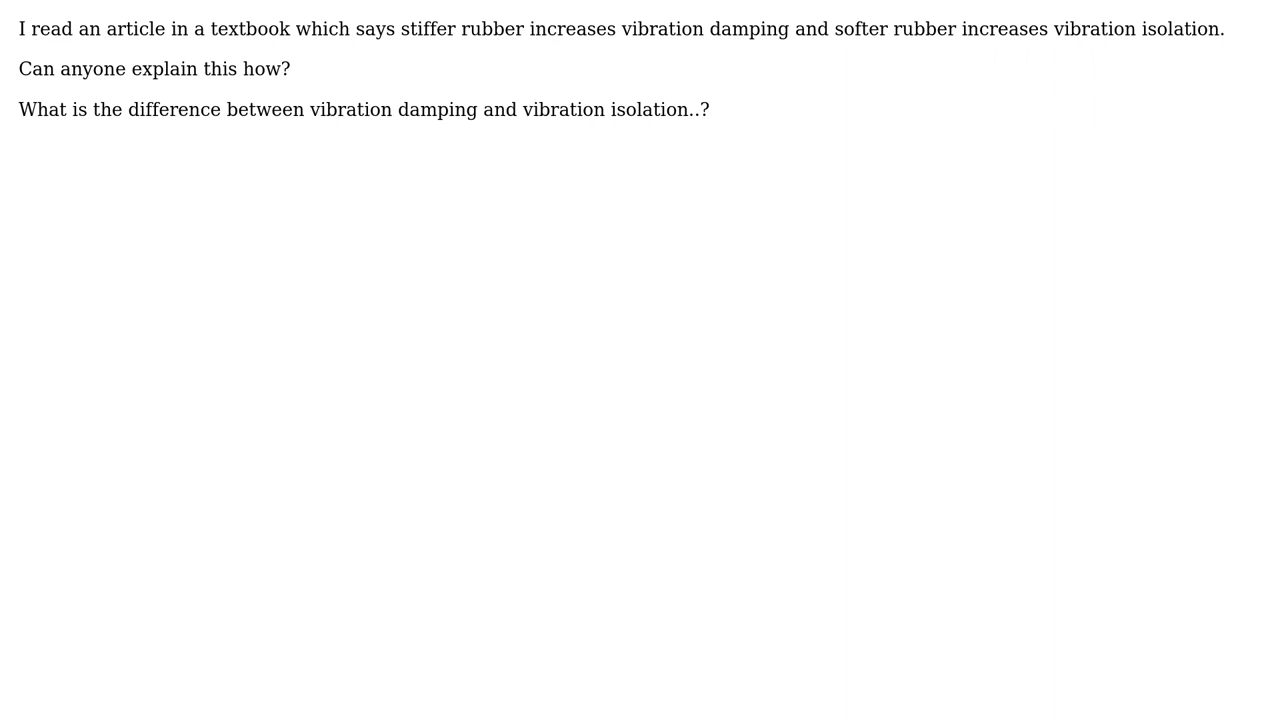 I read an article in a textbook which says stiffer rubber increases vibration damping and softer rubber increases vibration isolation.
Can anyone explain this how?
What is the difference between vibration damping and vibration isolation..?